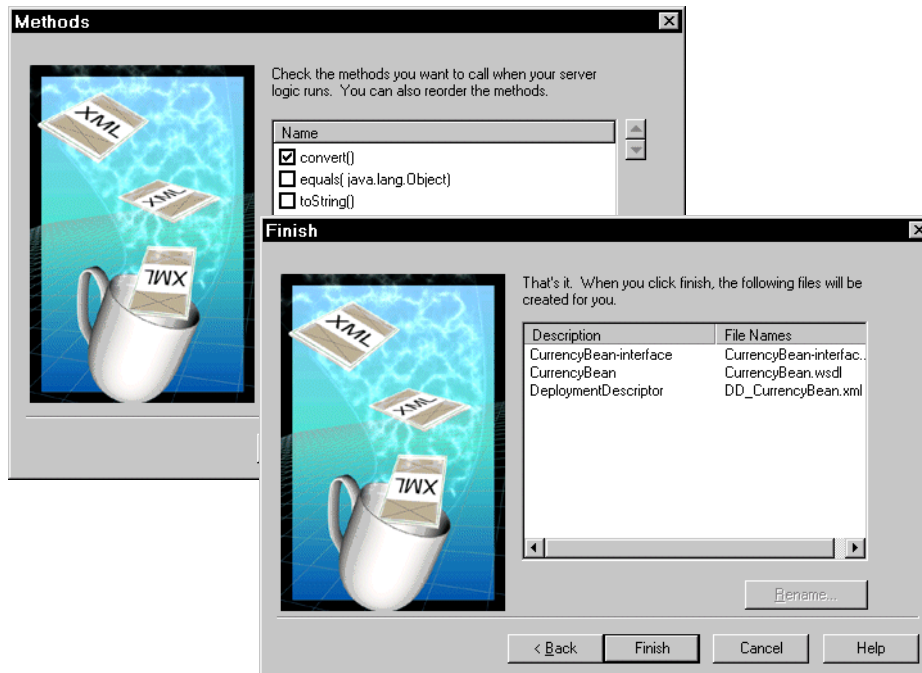 Methods
XML
XML
XML
Check the methods you want to call when your server
logic runs. You can also reorder the methods.
Name
convert()
equals( java.lang.Object)
toString()
Finish
XML
XML
XML
That's it. When you click finish, the following files will be
created for you.
Description File Names
CurrencyBean-interface CurrencyBean-interfac..
CurrencyBean CurrencyBean.wsdl
DeploymentDescriptor DD_CurrencyBean.xml
Rename...
< Back Finish Cancel Help